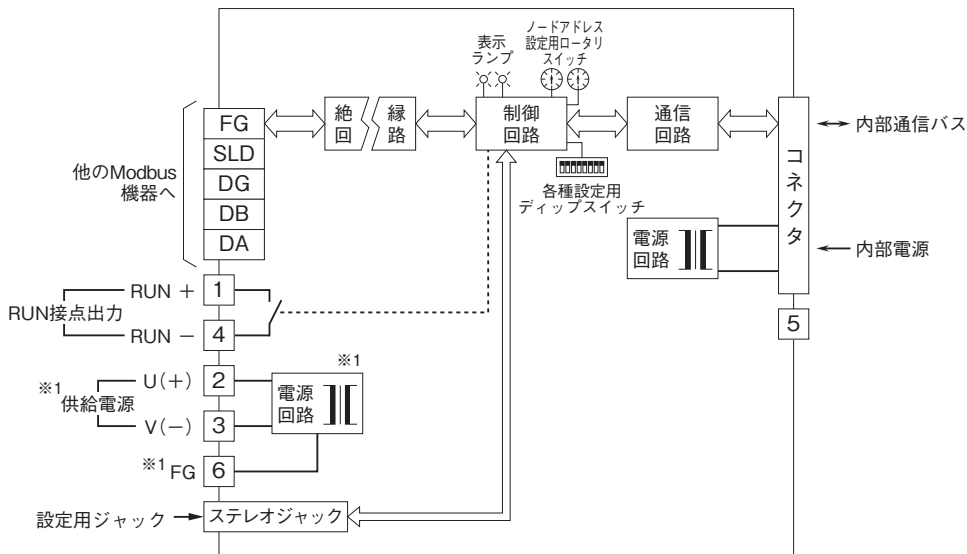 ノードアドレス
設定用ロータリ
スイッチ
表示
ランプ
FG
SLD
DG
DB
DA
他のModbus
機器へ
絶 縁
回 路
制御
回路
通信
回路
コネクタ
内部通信バス
各種設定用
ディップスイッチ
電源
回路
内部電源
5
RUN +
1
RUN接点出力
RUN −
4
※1
U(+)
2
※1供給電源
V(−)
3
電源
回路
※1 FG
6
設定用ジャック
ステレオジャック